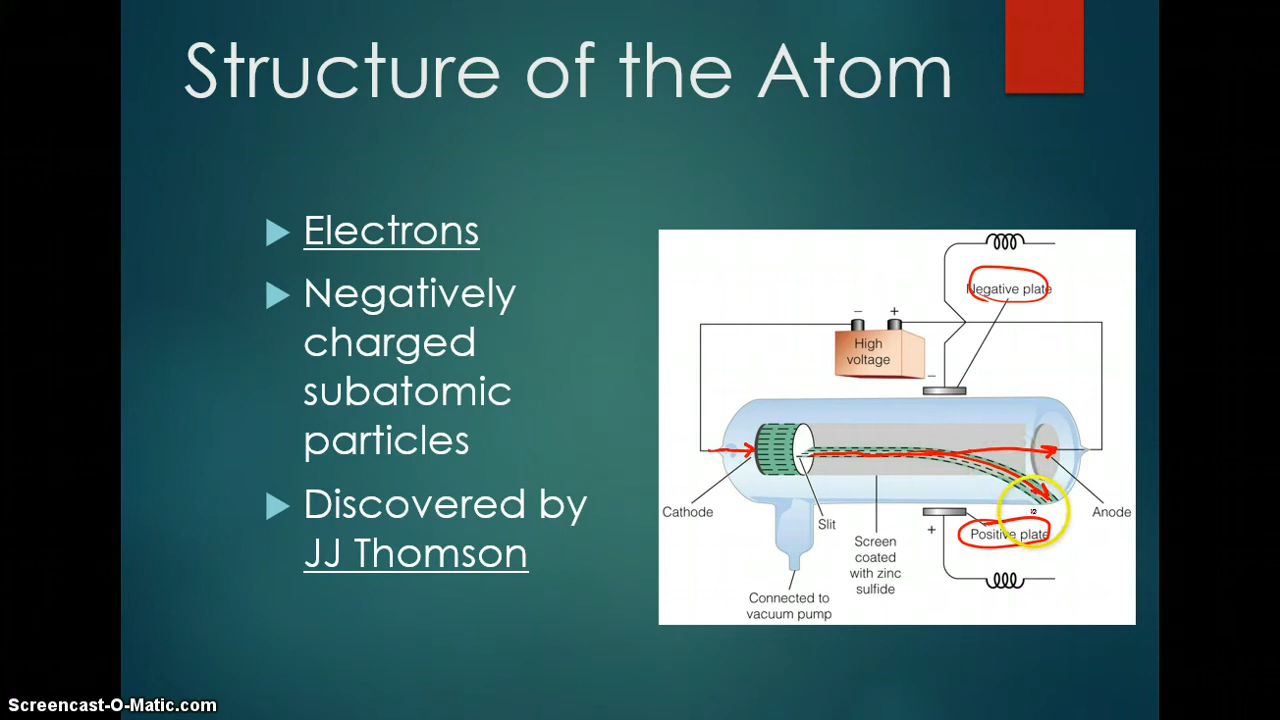 Structure of the Atom
Electrons
Negatively
charged
subatomic
particles
Discovered by
JJ Thomson
Negative plate
− +
High
voltage
−
Cathode
Slit
Screen
coated
with zinc
sulfide
+
Positive plate
Anode
Connected to
vacuum pump
Screencast-O-Matic.com